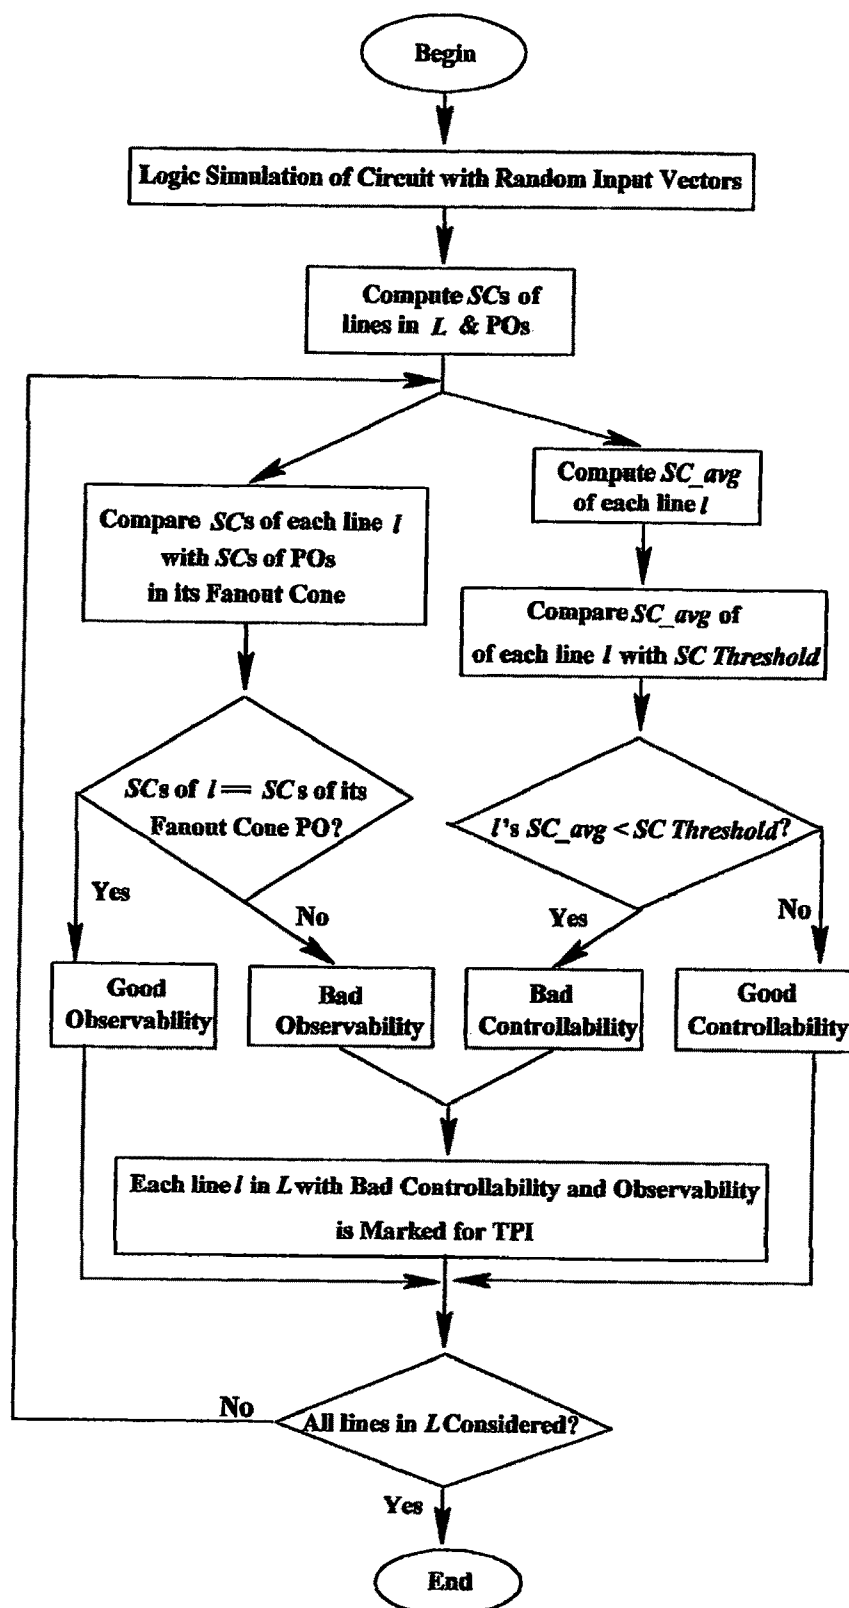 Begin
Logic Simulation of Circuit with Random Input Vectors
Compute SCs of
lines in L & POs
Compare SCs of each line l
with SCs of POs
in its Fanout Cone
Compute SC_avg
of each line l
Compare SC_avg of
of each line l with SC Threshold
SCs of l == SCs of its
Fanout Cone PO?
l's SC_avg < SC Threshold?
Yes
No
Yes
No
Good
Observability
Bad
Observability
Bad
Controllability
Good
Controllability
Each line l in L with Bad Controllability and Observability
is Marked for TPI
No
All lines in L Considered?
Yes
End